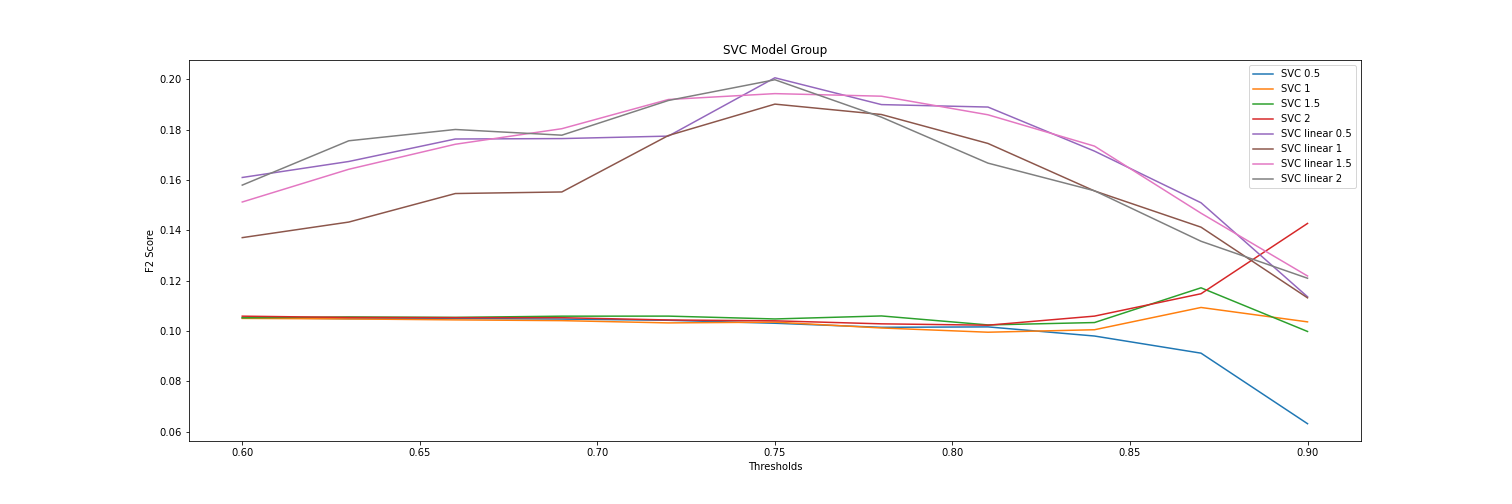 SVC Model Group
SVC 0.5
SVC 1
SVC 1.5
SVC 2
SVC linear 0.5
SVC linear 1
SVC linear 1.5
SVC linear 2
0.20
0.18
0.16
0.14
0.12
0.10
0.08
0.06
F2 Score
0.60 0.65 0.70 0.75 0.80 0.85 0.90
Thresholds